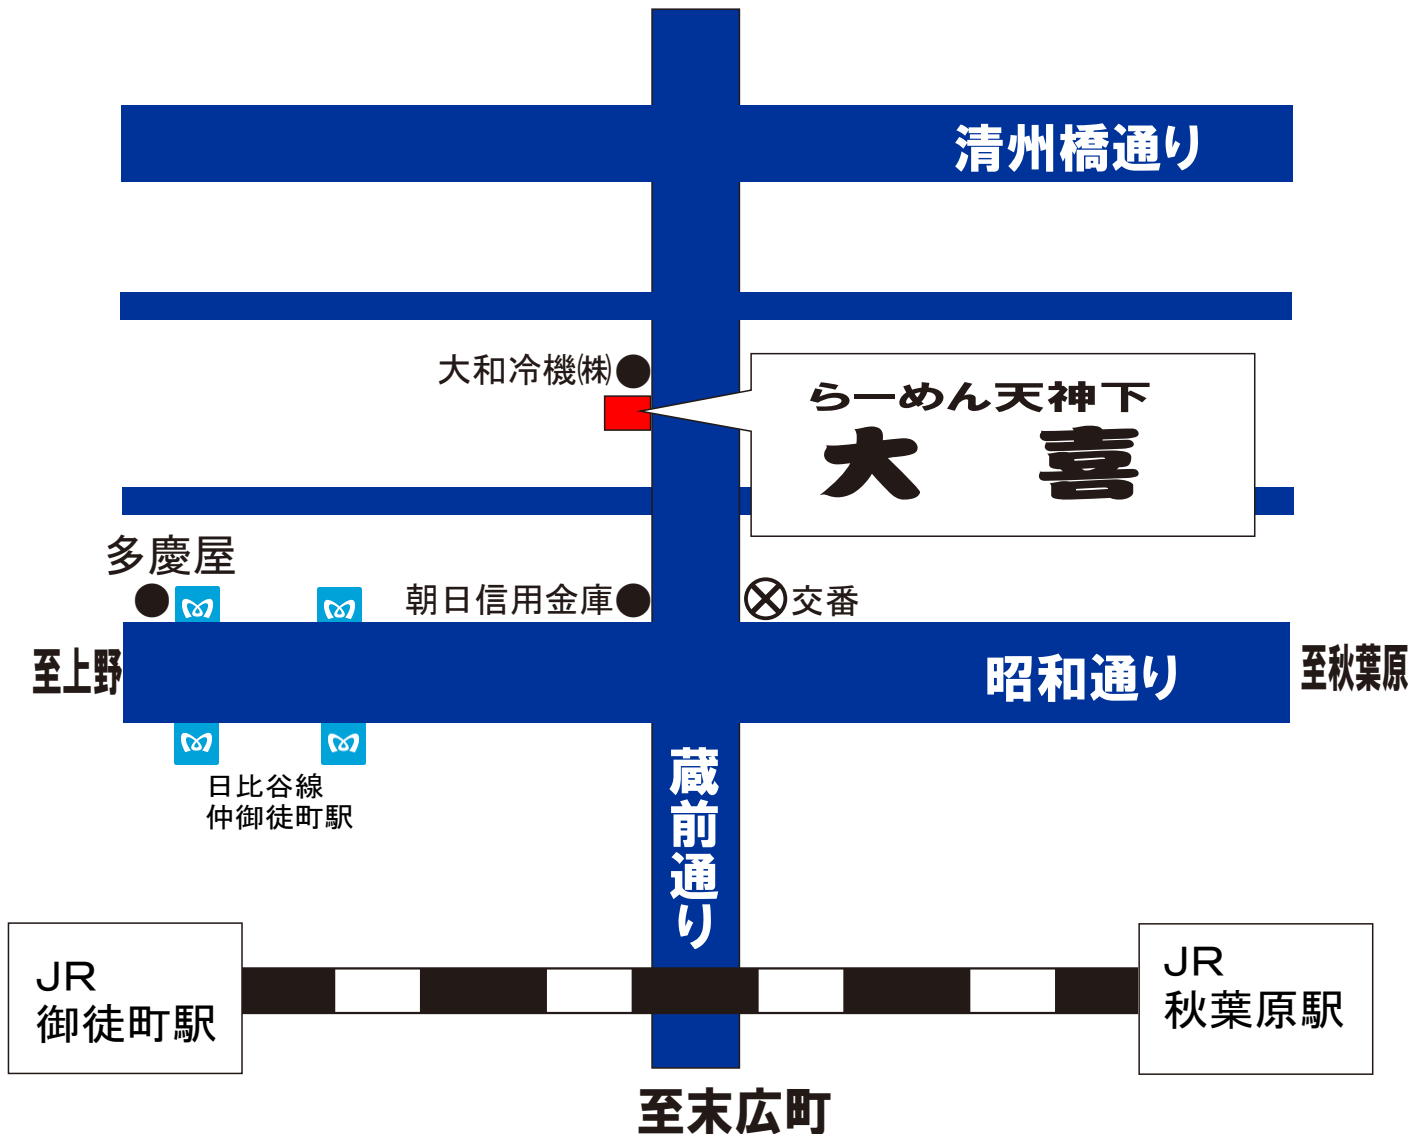 清州橋通り
大和冷機㈱
らーめん天神下
大喜
多慶屋
朝日信用金庫
交番
至上野
昭和通り
至秋葉原
日比谷線
仲御徒町駅
蔵前通り
JR
御徒町駅
JR
秋葉原駅
至末広町